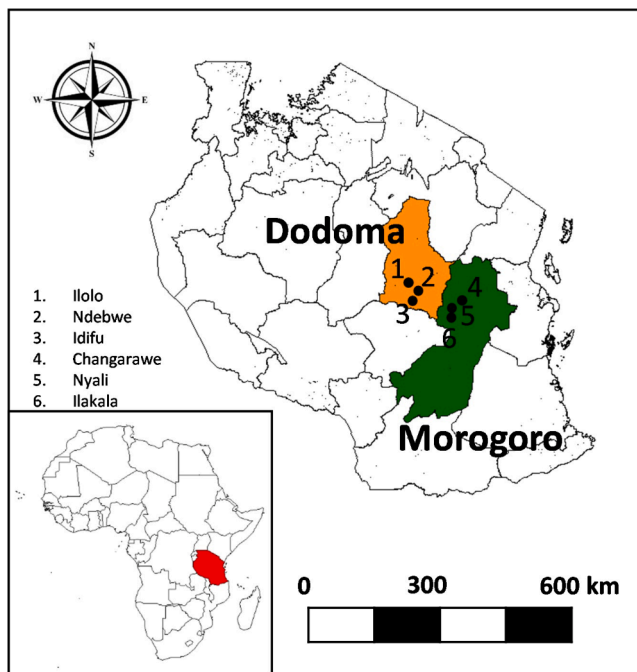 N
W E
S
Dodoma
1
2
3
4
5
6
Morogoro
1. Ilolo
2. Ndebwe
3. Idifu
4. Changarawe
5. Nyali
6. Ilakala
0 300 600 km